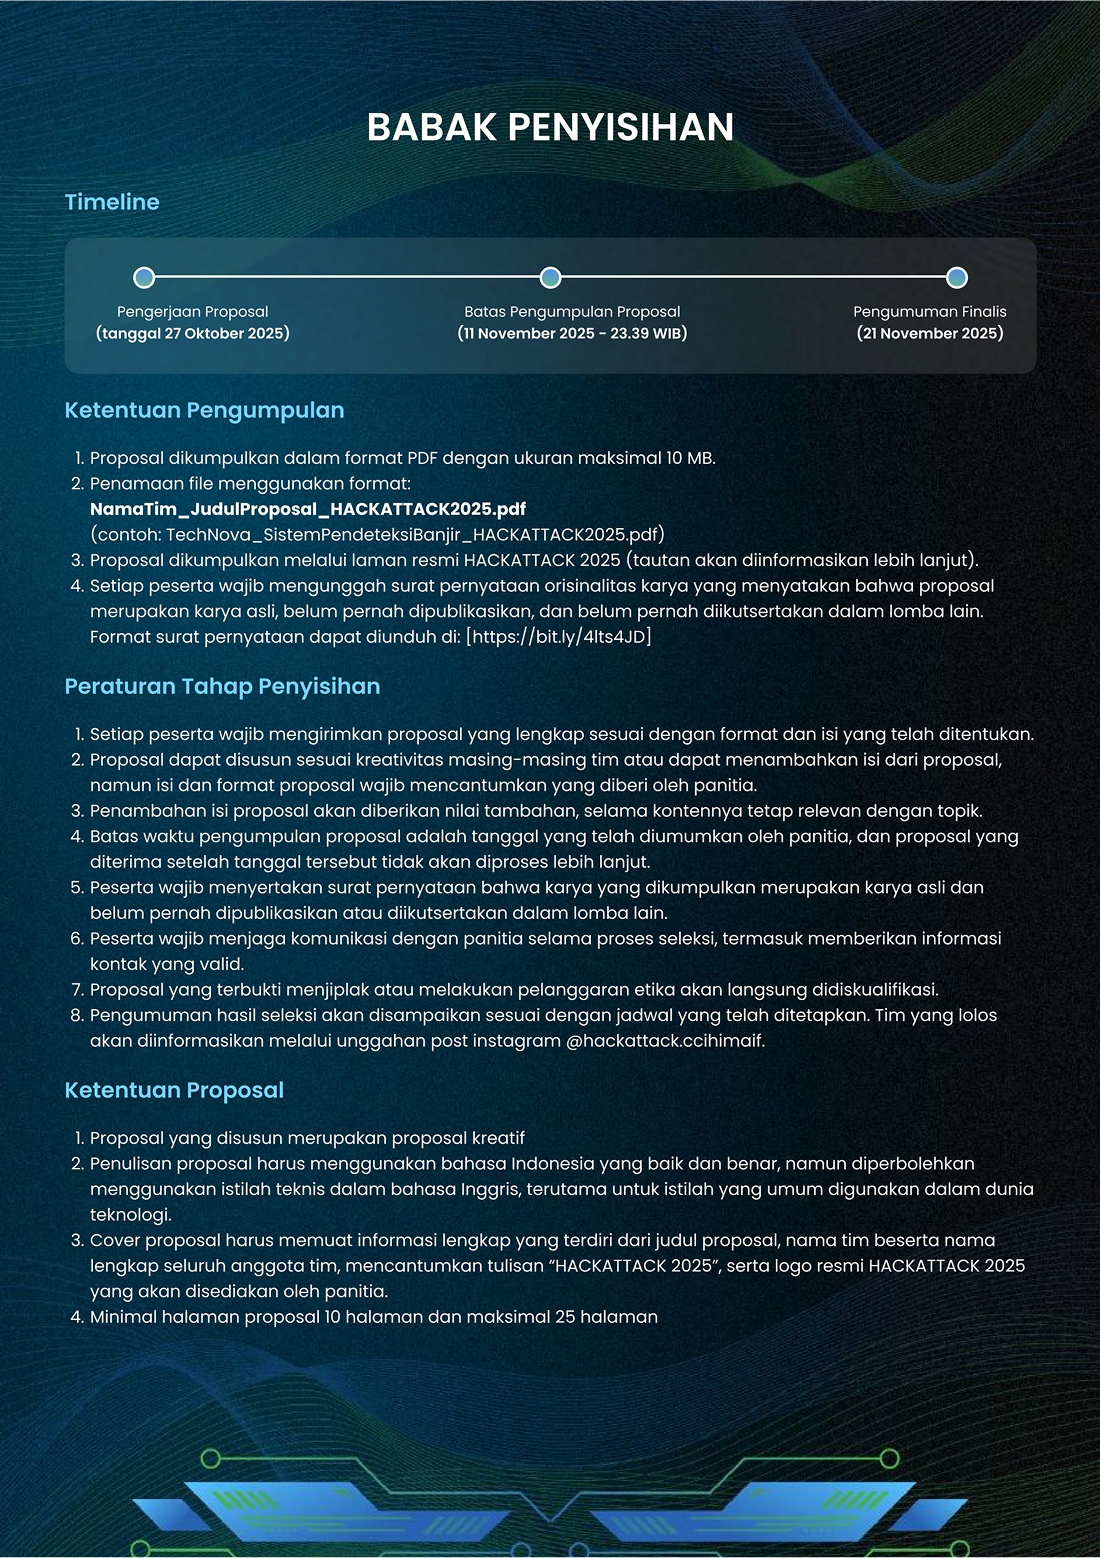 BABAK PENYISIHAN
Timeline
Pengerjaan Proposal
(tanggal 27 Oktober 2025)
Batas Pengumpulan Proposal
(11 November 2025 - 23.39 WIB)
Pengumuman Finalis
(21 November 2025)
Ketentuan Pengumpulan
1. Proposal dikumpulkan dalam format PDF dengan ukuran maksimal 10 MB.
2. Penamaan file menggunakan format:
NamaTim_JudulProposal_HACKATTACK2025.pdf
(contoh: TechNova_SistemPendeteksiBanjir_HACKATTACK2025.pdf)
3. Proposal dikumpulkan melalui laman resmi HACKATTACK 2025 (tautan akan diinformasikan lebih lanjut).
4. Setiap peserta wajib mengunggah surat pernyataan orisinalitas karya yang menyatakan bahwa proposal
merupakan karya asli, belum pernah dipublikasikan, dan belum pernah diikutsertakan dalam lomba lain.
Format surat pernyataan dapat diunduh di: [https://bit.ly/4lts4JD]
Peraturan Tahap Penyisihan
1. Setiap peserta wajib mengirimkan proposal yang lengkap sesuai dengan format dan isi yang telah ditentukan.
2. Proposal dapat disusun sesuai kreativitas masing-masing tim atau dapat menambahkan isi dari proposal,
namun isi dan format proposal wajib mencantumkan yang diberi oleh panitia.
3. Penambahan isi proposal akan diberikan nilai tambahan, selama kontennya tetap relevan dengan topik.
4. Batas waktu pengumpulan proposal adalah tanggal yang telah diumumkan oleh panitia, dan proposal yang
diterima setelah tanggal tersebut tidak akan diproses lebih lanjut.
5. Peserta wajib menyertakan surat pernyataan bahwa karya yang dikumpulkan merupakan karya asli dan
belum pernah dipublikasikan atau diikutsertakan dalam lomba lain.
6. Peserta wajib menjaga komunikasi dengan panitia selama proses seleksi, termasuk memberikan informasi
kontak yang valid.
7. Proposal yang terbukti menjiplak atau melakukan pelanggaran etika akan langsung didiskualifikasi.
8. Pengumuman hasil seleksi akan disampaikan sesuai dengan jadwal yang telah ditetapkan. Tim yang lolos
akan diinformasikan melalui unggahan post instagram @hackattack.ccihimaif.
Ketentuan Proposal
1. Proposal yang disusun merupakan proposal kreatif
2. Penulisan proposal harus menggunakan bahasa Indonesia yang baik dan benar, namun diperbolehkan
menggunakan istilah teknis dalam bahasa Inggris, terutama untuk istilah yang umum digunakan dalam dunia
teknologi.
3. Cover proposal harus memuat informasi lengkap yang terdiri dari judul proposal, nama tim beserta nama
lengkap seluruh anggota tim, mencantumkan tulisan “HACKATTACK 2025”, serta logo resmi HACKATTACK 2025
yang akan disediakan oleh panitia.
4. Minimal halaman proposal 10 halaman dan maksimal 25 halaman